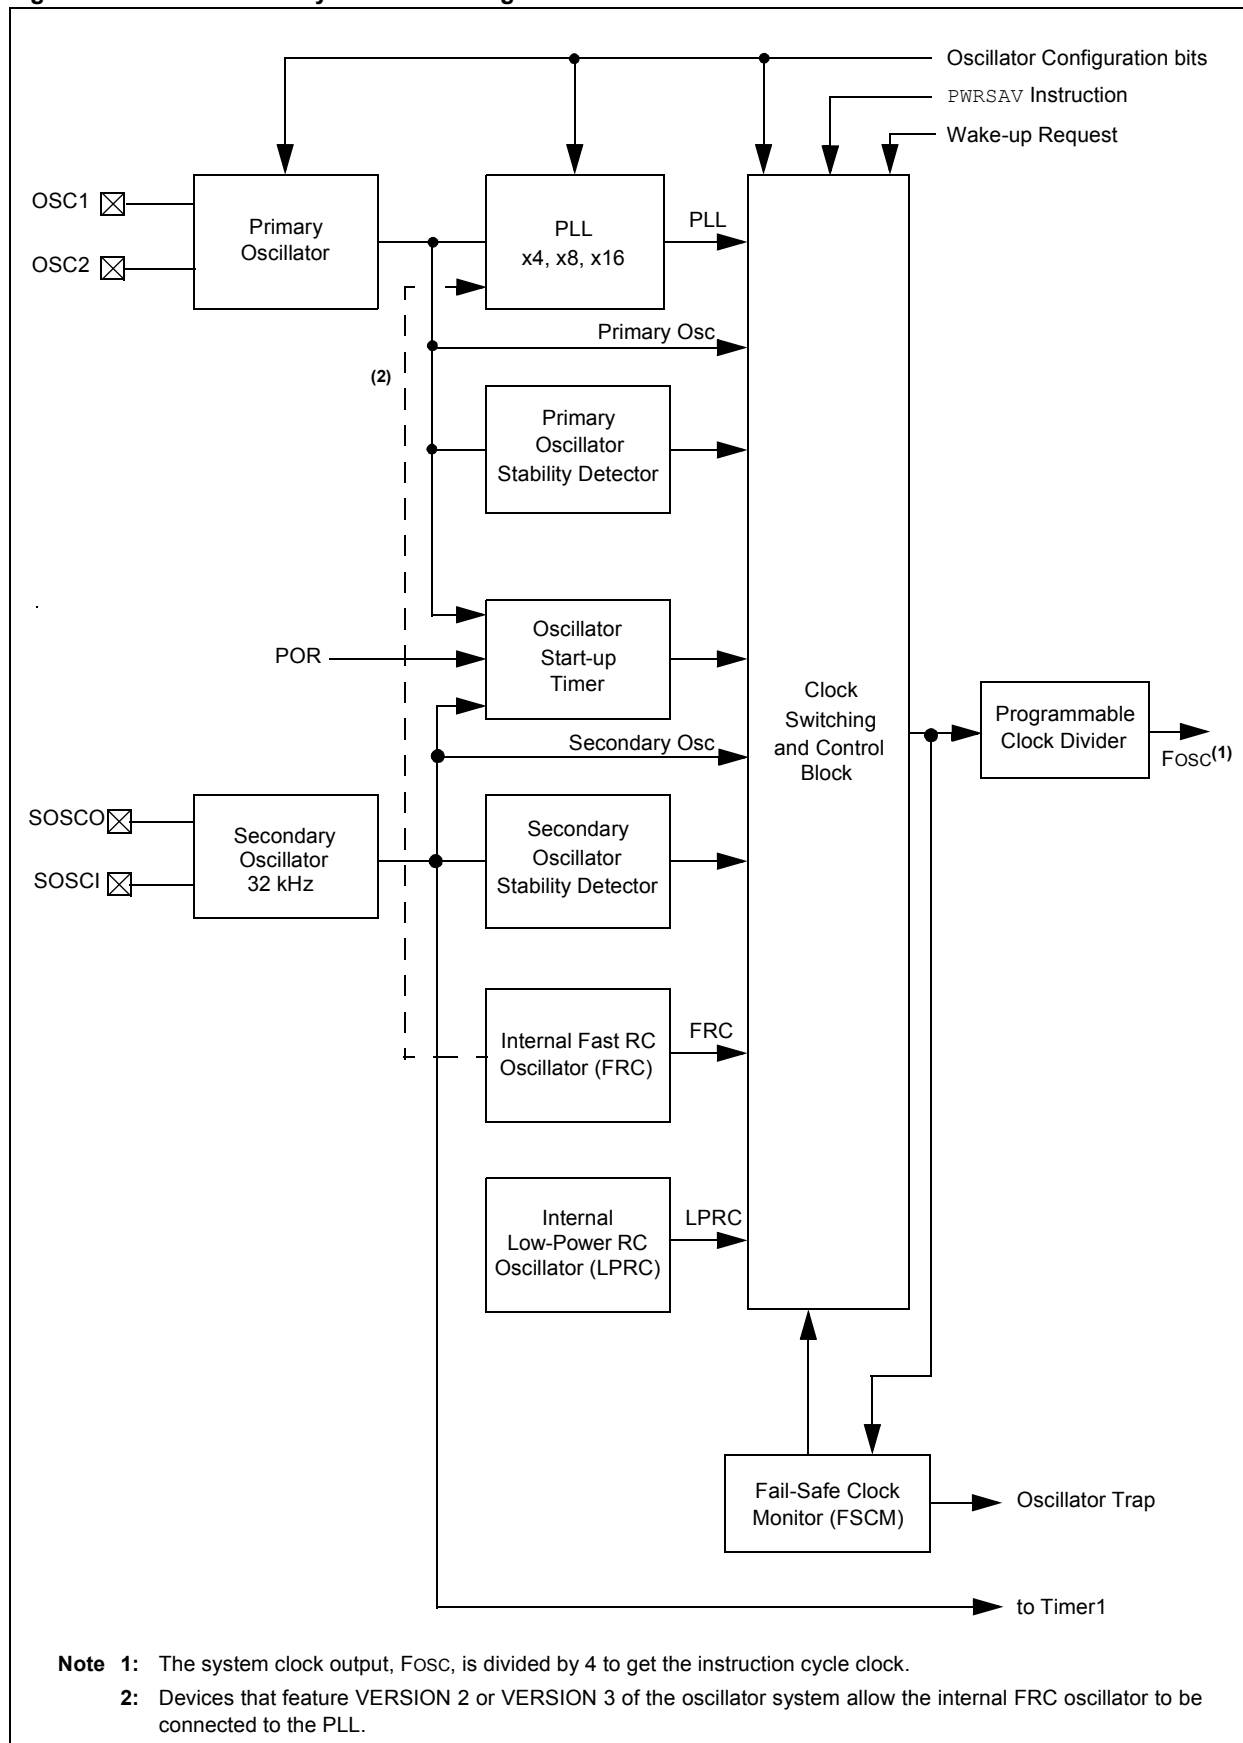 Oscillator Configuration bits
PWRSAV Instruction
Wake-up Request
OSC1
OSC2
Primary
Oscillator
PLL
x4, x8, x16
PLL
Primary Osc
(2)
Primary
Oscillator
Stability Detector
.
POR
Oscillator
Start-up
Timer
Secondary Osc
Clock
Switching
and Control
Block
Programmable
Clock Divider
FOSC(1)
SOSCO
SOSCI
Secondary
Oscillator
32 kHz
Secondary
Oscillator
Stability Detector
Internal Fast RC
Oscillator (FRC)
FRC
Internal
Low-Power RC
Oscillator (LPRC)
LPRC
Fail-Safe Clock
Monitor (FSCM)
Oscillator Trap
to Timer1
Note 1: The system clock output, FOSC, is divided by 4 to get the instruction cycle clock.
2: Devices that feature VERSION 2 or VERSION 3 of the oscillator system allow the internal FRC oscillator to be
connected to the PLL.